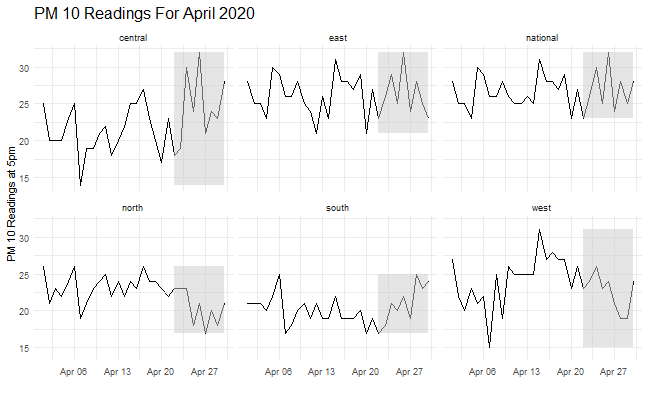 PM 10 Readings For April 2020
central east national
30
25
20
15
PM 10 Readings at 5pm
north south west
30
25
20
15
Apr 06 Apr 13 Apr 20 Apr 27 Apr 06 Apr 13 Apr 20 Apr 27 Apr 06 Apr 13 Apr 20 Apr 27